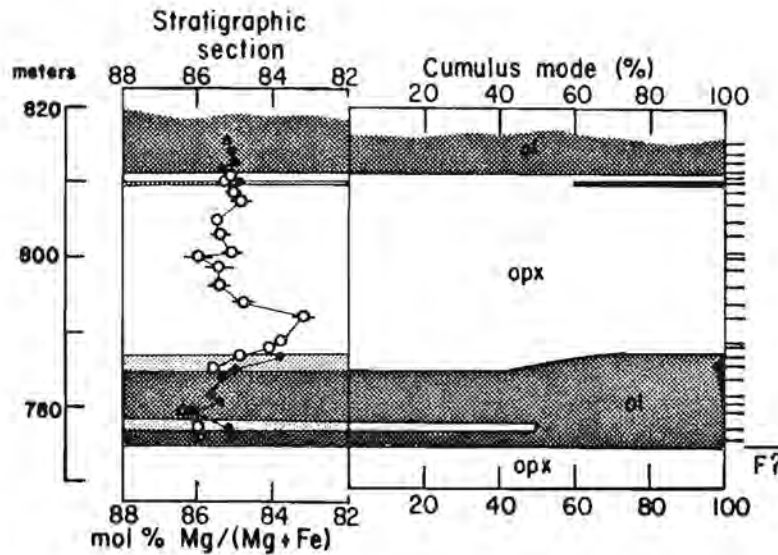 Stratigraphic
section
meters
88 86 84 82
Cumulus mode (%)
20 40 60 80 100
820
ol
800
opx
780
ol
opx
F?
88 86 84 82
20 40 60 80 100
mol % Mg/(Mg+Fe)